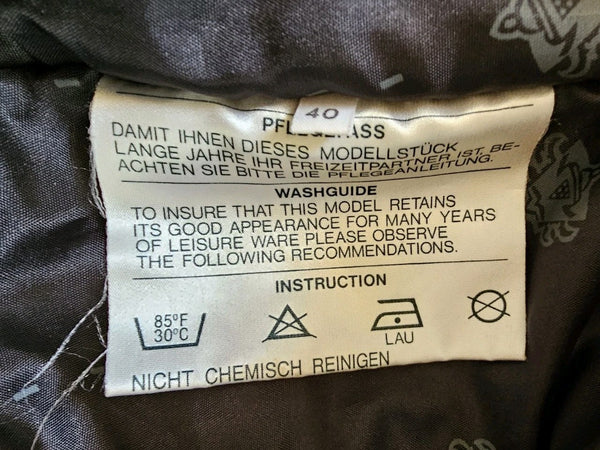 40
PFLEGEPASS
DAMIT IHNEN DIESES MODELLSTÜCK
LANGE JAHRE IHR FREIZEITPARTNER IST, BE-
ACHTEN SIE BITTE DIE PFLEGEANLEITUNG.
WASHGUIDE
TO INSURE THAT THIS MODEL RETAINS
ITS GOOD APPEARANCE FOR MANY YEARS
OF LEISURE WARE PLEASE OBSERVE
THE FOLLOWING RECOMMENDATIONS.
INSTRUCTION
85°F
30°C
LAU
NICHT CHEMISCH REINIGEN